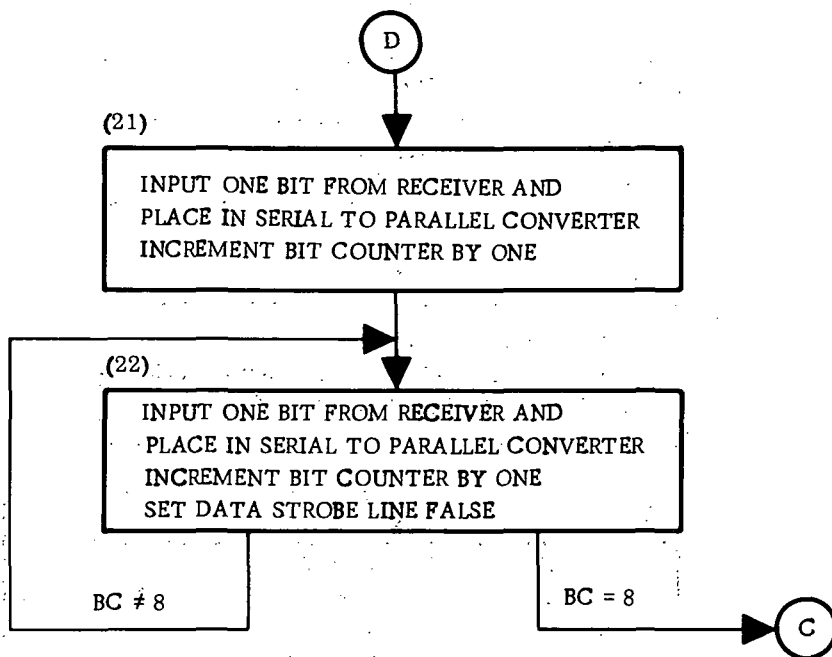 D
(21)
INPUT ONE BIT FROM RECEIVER AND
PLACE IN SERIAL TO PARALLEL CONVERTER
INCREMENT BIT COUNTER BY ONE
(22)
INPUT ONE BIT FROM RECEIVER AND
PLACE IN SERIAL TO PARALLEL CONVERTER
INCREMENT BIT COUNTER BY ONE
SET DATA STROBE LINE FALSE
BC ≠ 8
BC = 8
C